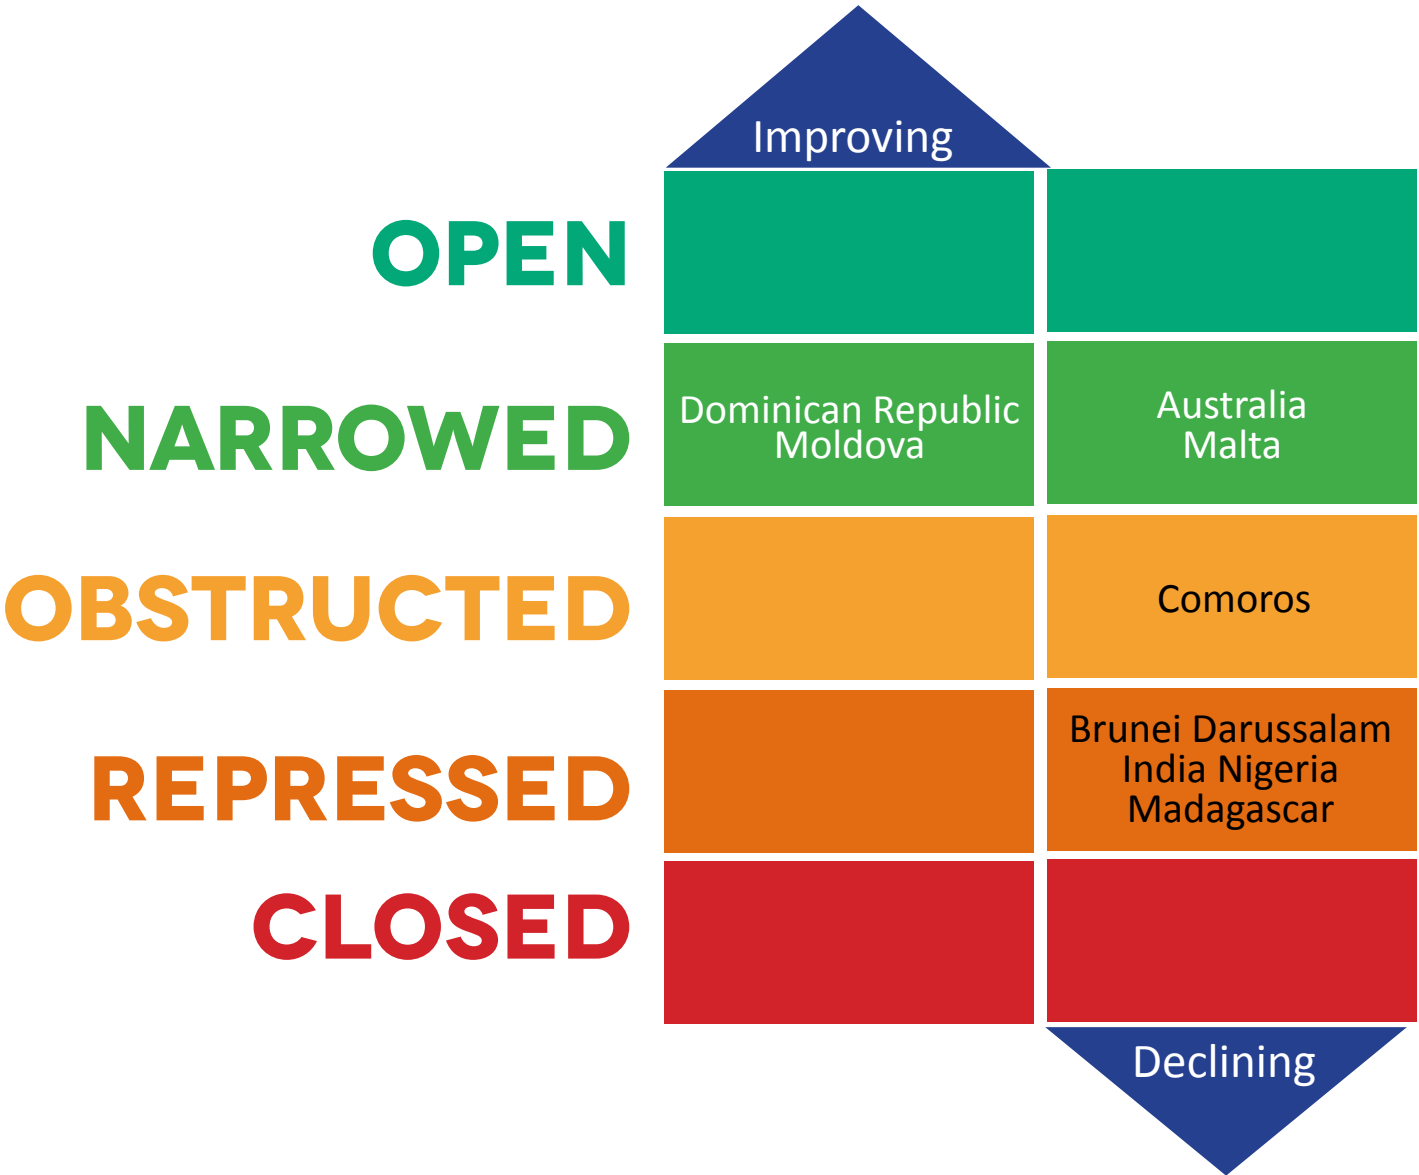 Improving
OPEN
NARROWED
Dominican Republic
Moldova
Australia
Malta
OBSTRUCTED
Comoros
REPRESSED
Brunei Darussalam
India Nigeria
Madagascar
CLOSED
Declining